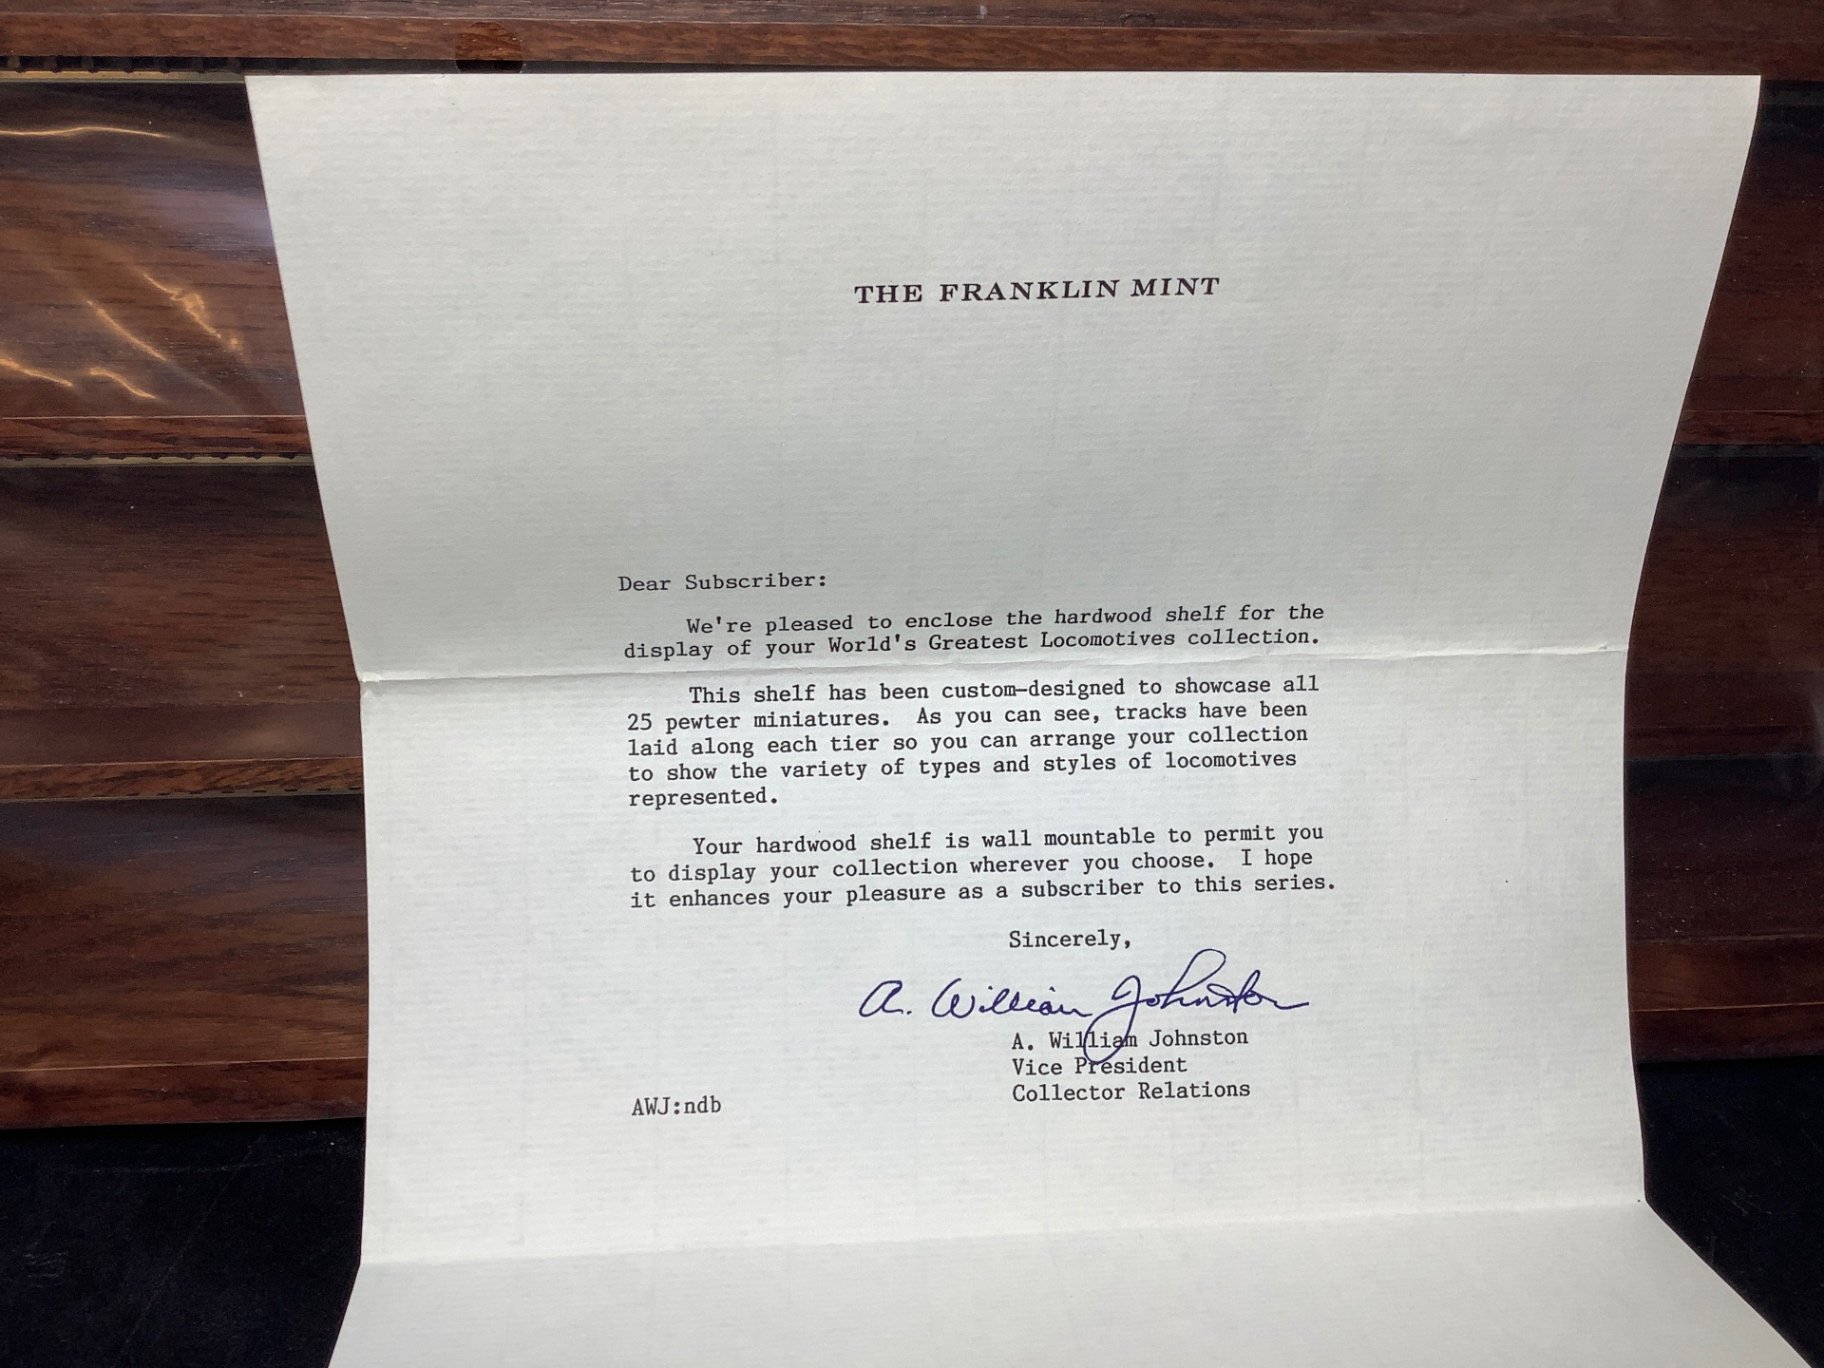 THE FRANKLIN MINT
Dear Subscriber:
We're pleased to enclose the hardwood shelf for the
display of your World's Greatest Locomotives collection.
This shelf has been custom-designed to showcase all
25 pewter miniatures. As you can see, tracks have been
laid along each tier so you can arrange your collection
to show the variety of types and styles of locomotives
represented.
Your hardwood shelf is wall mountable to permit you
to display your collection wherever you choose. I hope
it enhances your pleasure as a subscriber to this series.
Sincerely,
A. William Johnston
A. William Johnston
Vice President
Collector Relations
AWJ:ndb